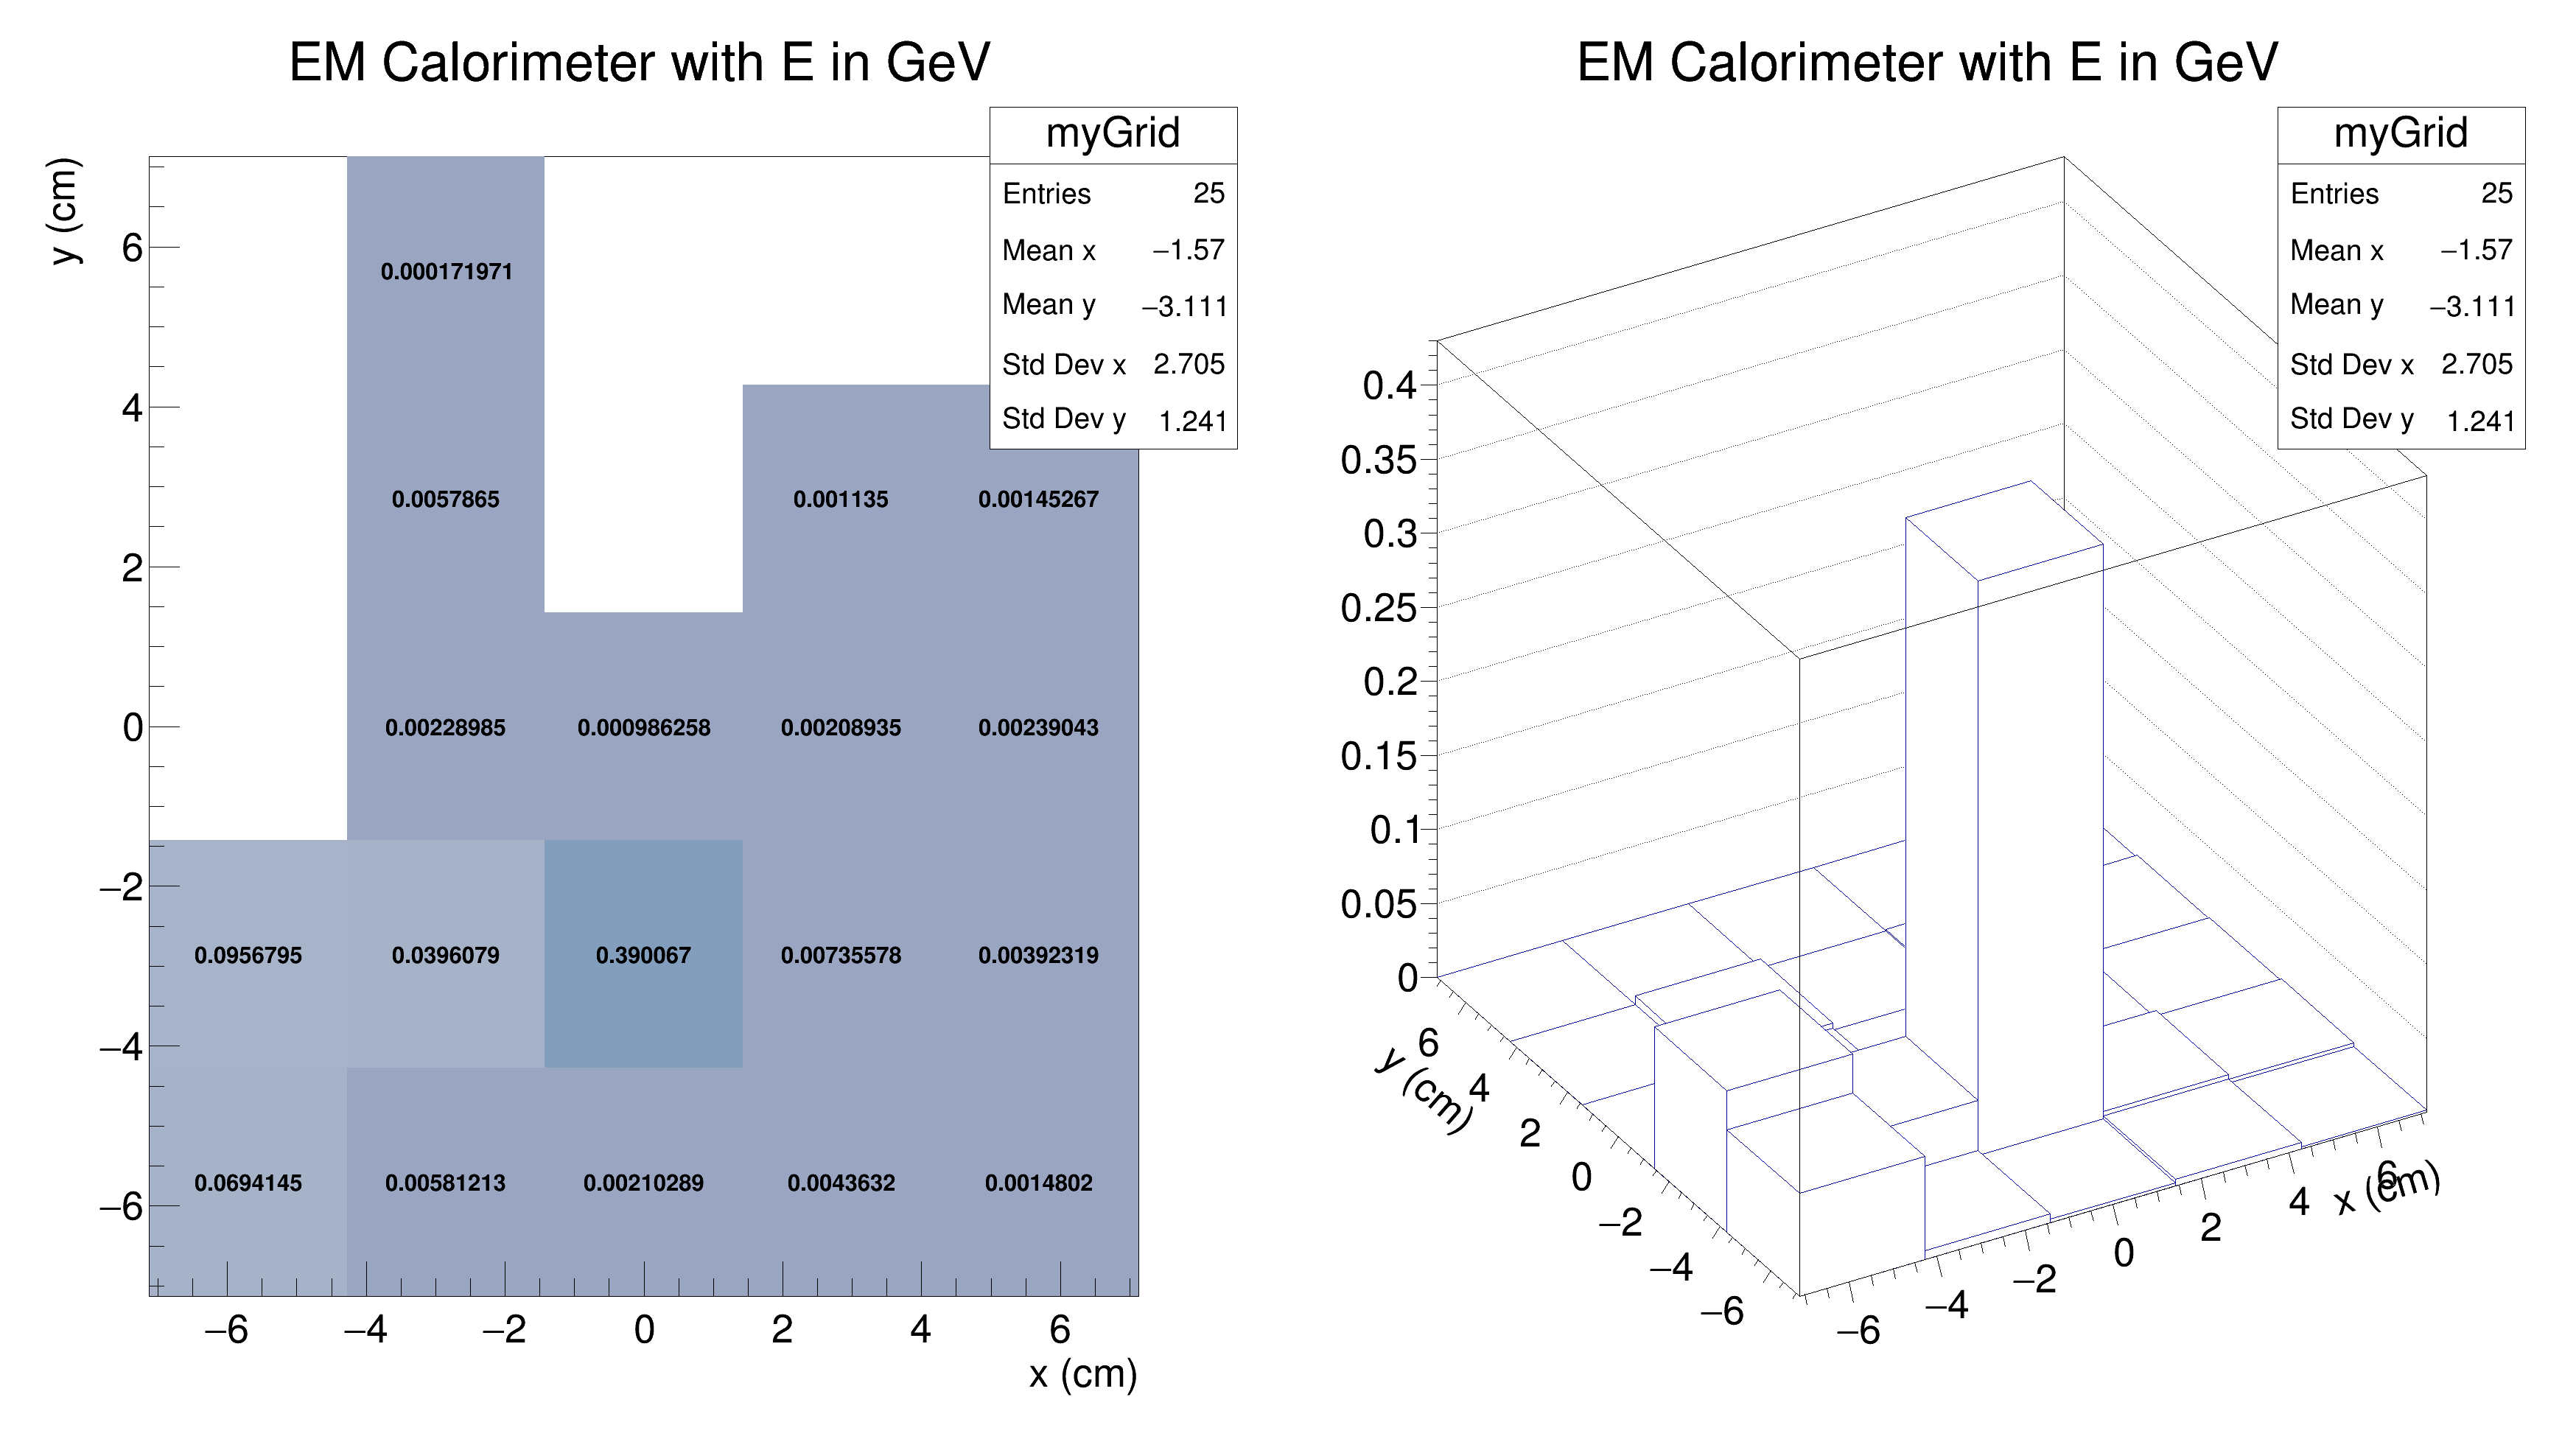 EM Calorimeter with E in GeV
myGrid
Entries 25
Mean x −1.57
Mean y −3.111
Std Dev x 2.705
Std Dev y 1.241
y (cm)
6
4
2
0
−2
−4
−6
0.000171971
0.0057865 0.001135 0.00145267
0.00228985 0.000986258 0.00208935 0.00239043
0.0956795 0.0396079 0.390067 0.00735578 0.00392319
0.0694145 0.00581213 0.00210289 0.0043632 0.0014802
−6 −4 −2 0 2 4 6
x (cm)
EM Calorimeter with E in GeV
myGrid
Entries 25
Mean x −1.57
Mean y −3.111
Std Dev x 2.705
Std Dev y 1.241
0.4
0.35
0.3
0.25
0.2
0.15
0.1
0.05
0
y (cm)
6
4
2
0
−2
−4
−6
−6 −4 −2 0 2 4 6
x (cm)